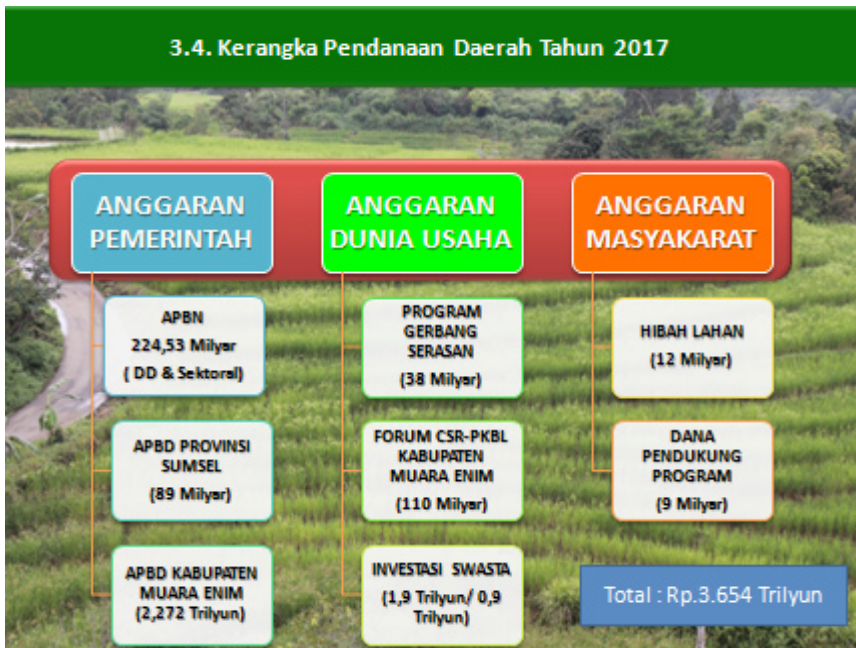 3.4. Kerangka Pendanaan Daerah Tahun 2017
ANGGARAN
PEMERINTAH
APBN
224,53 Milyar
( DD & Sektoral)
APBD PROVINSI
SUMSEL
(89 Milyar)
APBD KABUPATEN
MUARA ENIM
(2,272 Trilyun)
ANGGARAN
DUNIA USAHA
PROGRAM
GERBANG
SERASAN
(38 Milyar)
FORUM CSR-PKBL
KABUPATEN
MUARA ENIM
(110 Milyar)
INVESTASI SWASTA
(1,9 Trilyun/ 0,9
Trilyun)
ANGGARAN
MASYAKARAT
HIBAH LAHAN
(12 Milyar)
DANA
PENDUKUNG
PROGRAM
(9 Milyar)
Total : Rp.3.654 Trilyun